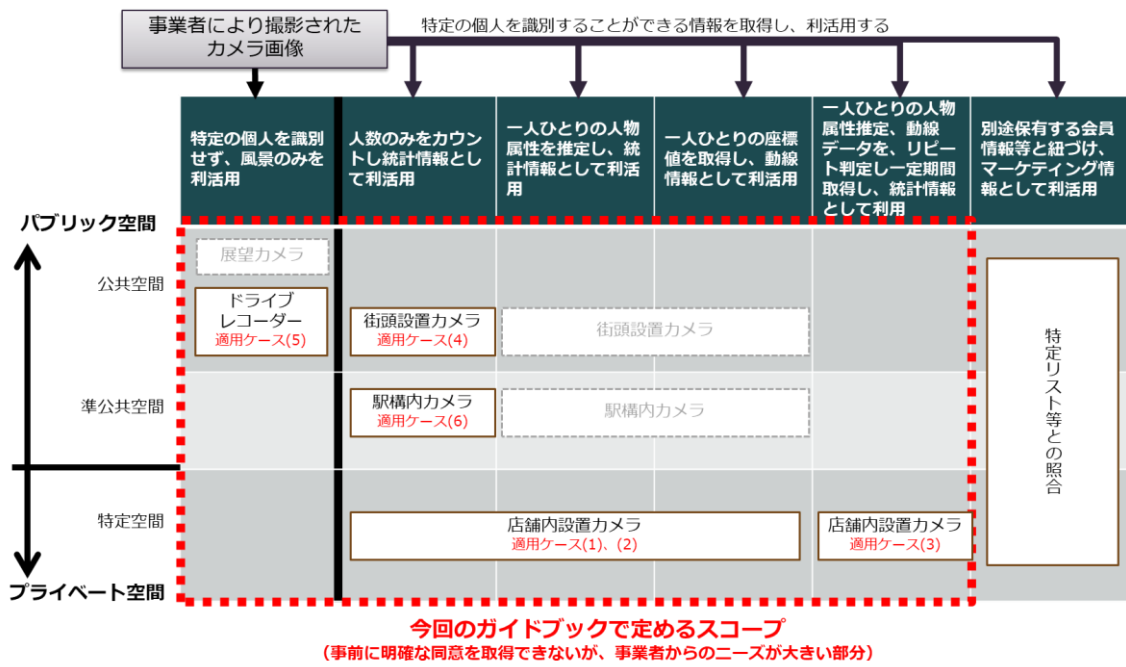 事業者により撮影された
カメラ画像
特定の個人を識別することができる情報を取得し、利活用する
特定の個人を識別
せず、風景のみを
利活用
人数のみをカウン
トし統計情報とし
て利活用
一人ひとりの人物
属性を推定し、統
計情報として利活
用
一人ひとりの座標
値を取得し、動線
情報として利活用
一人ひとりの人物
属性推定、動線
データを、リピー
ト判定し一定期間
取得し、統計情報
として利用
別途保有する会員
情報等と紐づけ、
マーケティング情
報として利活用
パブリック空間
公共空間
展望カメラ
ドライブ
レコーダー
適用ケース(5)
街頭設置カメラ
適用ケース(4)
街頭設置カメラ
準公共空間
駅構内カメラ
適用ケース(6)
駅構内カメラ
特定リスト等との照合
特定空間
店舗内設置カメラ
適用ケース(1)、(2)
店舗内設置カメラ
適用ケース(3)
プライベート空間
今回のガイドブックで定めるスコープ
(事前に明確な同意を取得できないが、事業者からのニーズが大きい部分)